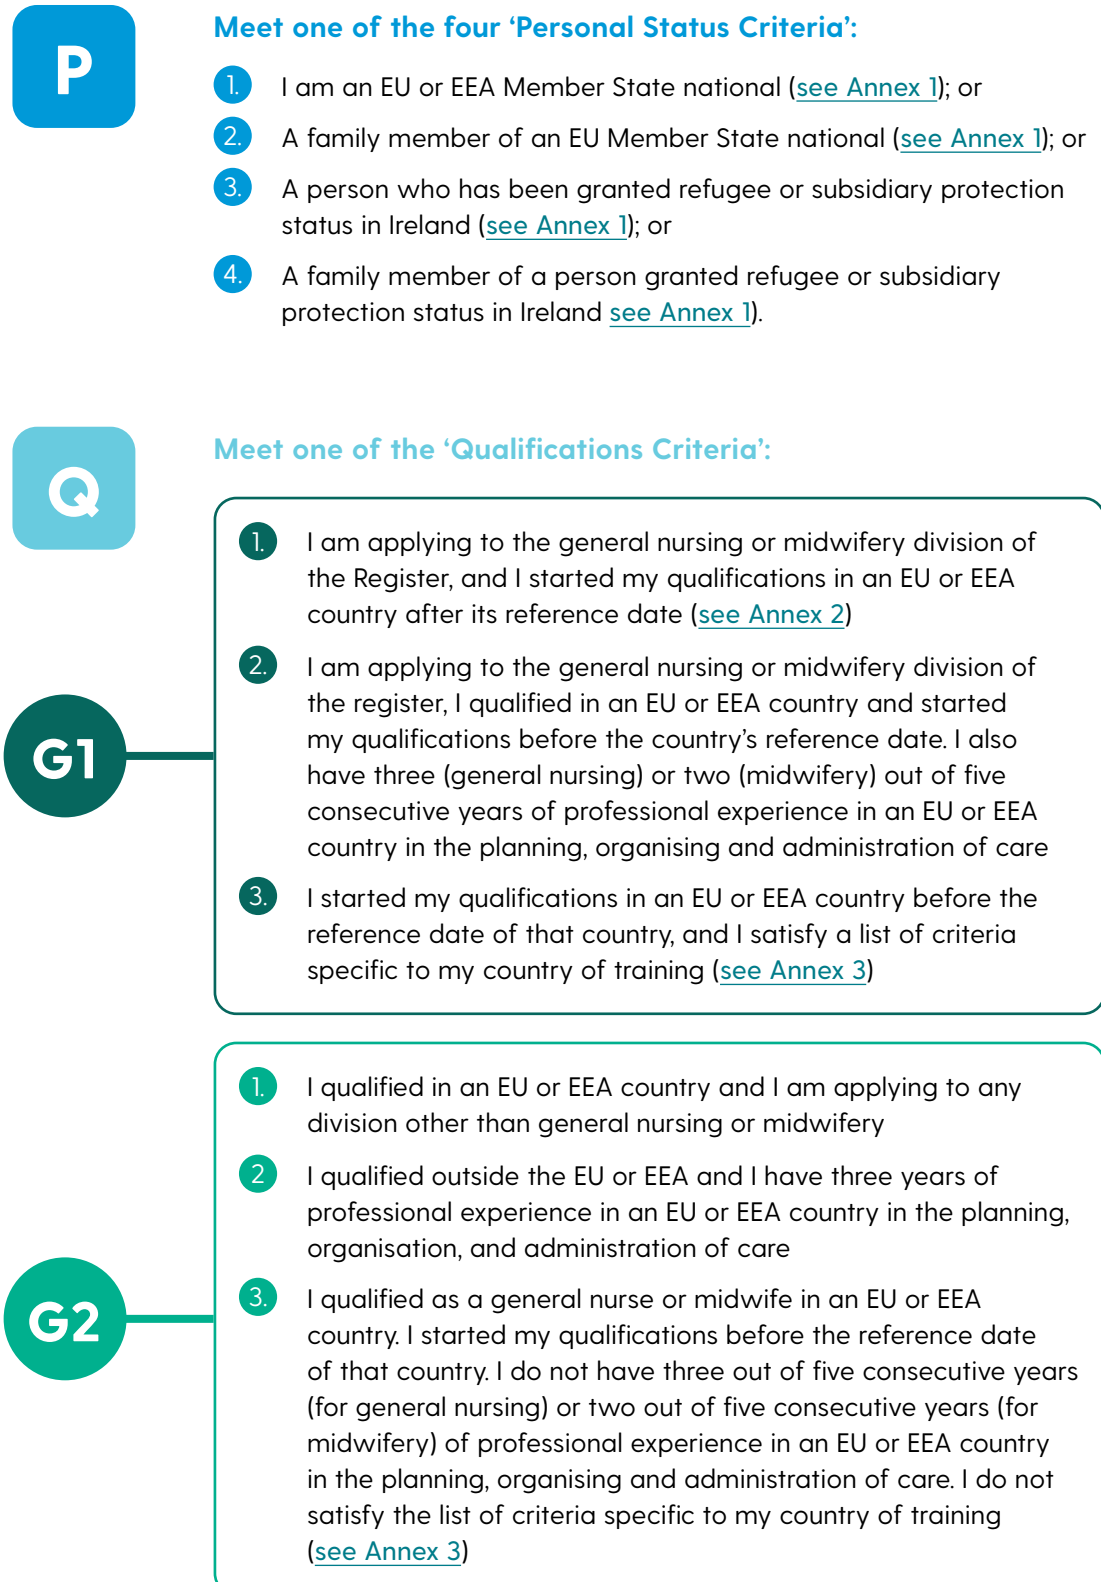 P
Meet one of the four ‘Personal Status Criteria’:
1. I am an EU or EEA Member State national (see Annex 1); or
2. A family member of an EU Member State national (see Annex 1); or
3. A person who has been granted refugee or subsidiary protection
status in Ireland (see Annex 1); or
4. A family member of a person granted refugee or subsidiary
protection status in Ireland see Annex 1).
Q
Meet one of the ‘Qualifications Criteria’:
G1
1. I am applying to the general nursing or midwifery division of
the Register, and I started my qualifications in an EU or EEA
country after its reference date (see Annex 2)
2. I am applying to the general nursing or midwifery division of
the register, I qualified in an EU or EEA country and started
my qualifications before the country’s reference date. I also
have three (general nursing) or two (midwifery) out of five
consecutive years of professional experience in an EU or EEA
country in the planning, organising and administration of care
3. I started my qualifications in an EU or EEA country before the
reference date of that country, and I satisfy a list of criteria
specific to my country of training (see Annex 3)
G2
1. I qualified in an EU or EEA country and I am applying to any
division other than general nursing or midwifery
2 I qualified outside the EU or EEA and I have three years of
professional experience in an EU or EEA country in the planning,
organisation, and administration of care
3. I qualified as a general nurse or midwife in an EU or EEA
country. I started my qualifications before the reference date
of that country. I do not have three out of five consecutive years
(for general nursing) or two out of five consecutive years (for
midwifery) of professional experience in an EU or EEA country
in the planning, organising and administration of care. I do not
satisfy the list of criteria specific to my country of training
(see Annex 3)